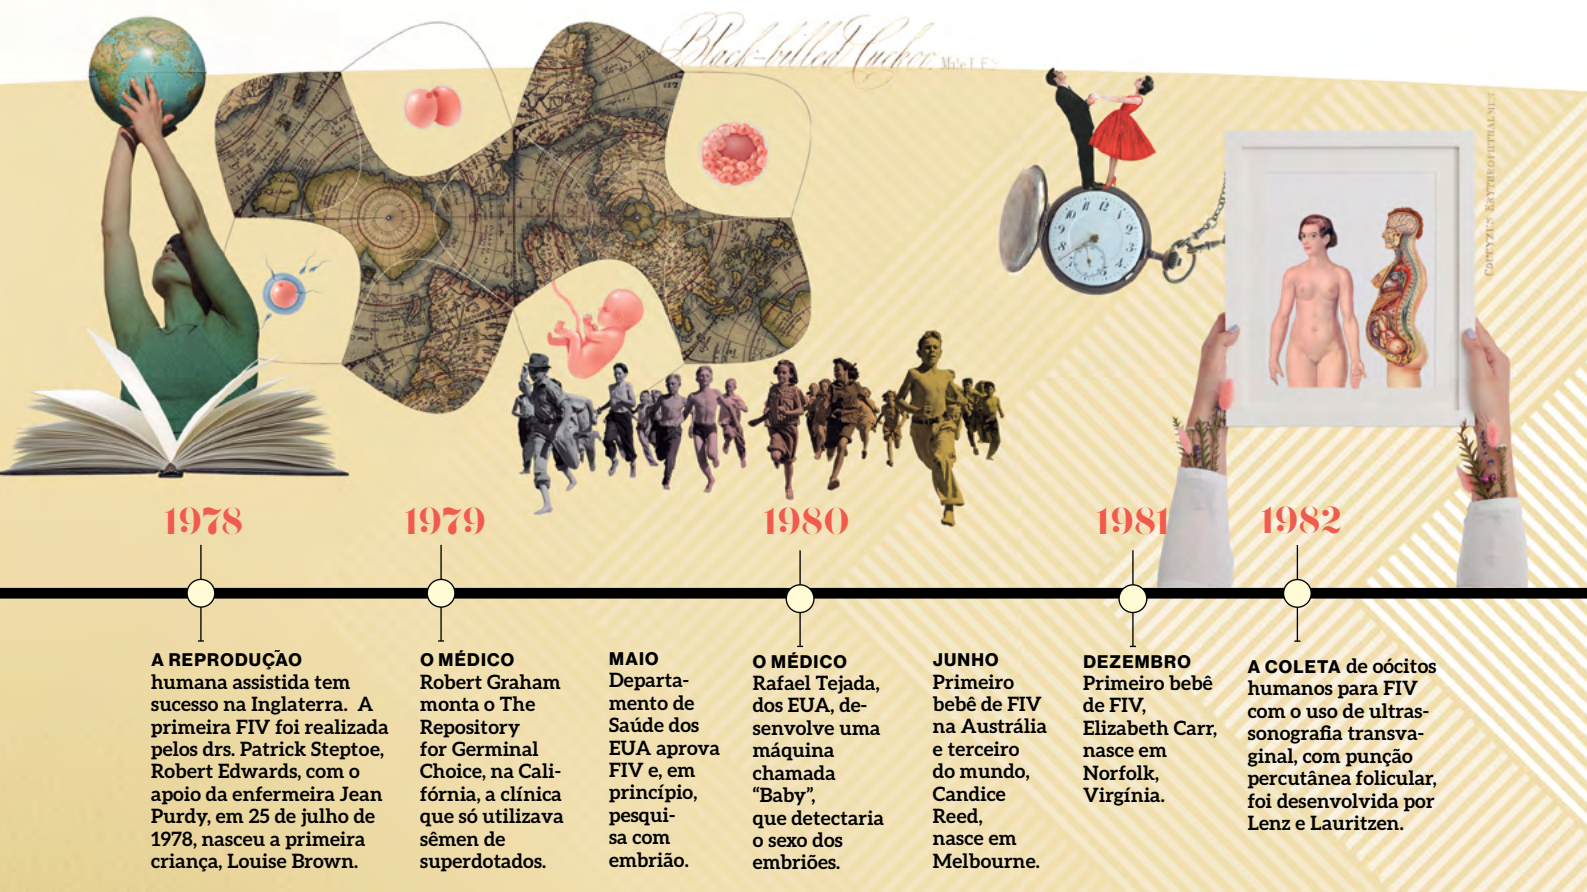 Black-billed Cuckoo. Male 1. F. S
1978
1979
1980
1981
1982
A REPRODUÇÃO
humana assistida tem
sucesso na Inglaterra. A
primeira FIV foi realizada
pelos drs. Patrick Steptoe,
Robert Edwards, com o
apoio da enfermeira Jean
Purdy, em 25 de julho de
1978, nasceu a primeira
criança, Louise Brown.
O MÉDICO
Robert Graham
monta o The
Repository
for Germinal
Choice, na Cali-
fórnia, a clínica
que só utilizava
sêmen de
superdotados.
MAIO
Departa-
mento de
Saúde dos
EUA aprova
FIV e, em
princípio,
pesqui-
sa com
embrião.
O MÉDICO
Rafael Tejada,
dos EUA, de-
senvolve uma
máquina
chamada
“Baby”,
que detectaria
o sexo dos
embriões.
JUNHO
Primeiro
bebê de FIV
na Austrália
e terceiro
do mundo,
Candice
Reed,
nasce em
Melbourne.
DEZEMBRO
Primeiro bebê
de FIV,
Elizabeth Carr,
nasce em
Norfolk,
Virgínia.
A COLETA de oócitos
humanos para FIV
com o uso de ultras-
sonografia transva-
ginal, com punção
percutânea folicular,
foi desenvolvida por
Lenz e Lauritzen.